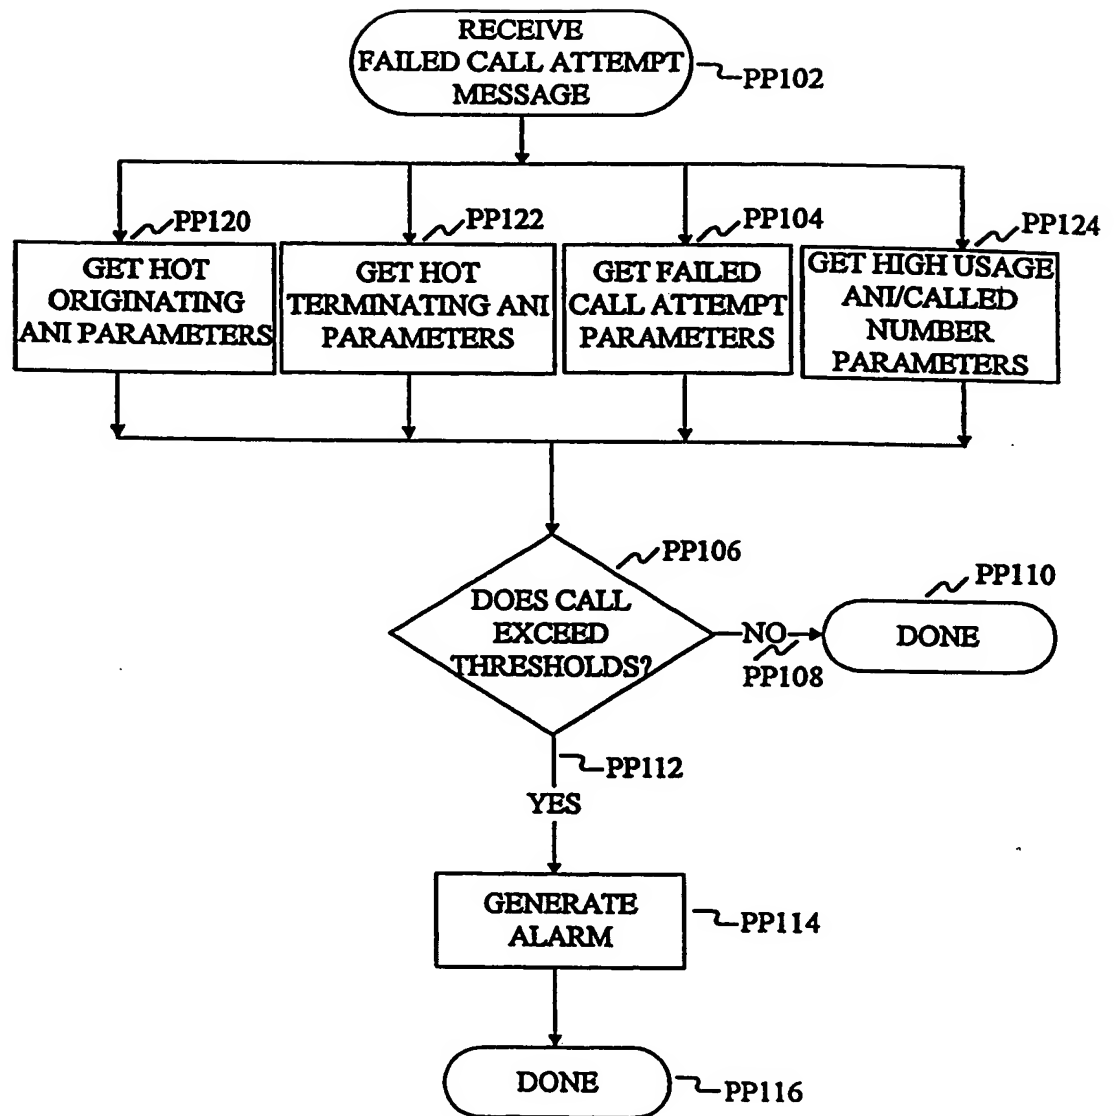 RECEIVE
FAILED CALL ATTEMPT
MESSAGE
PP102
PP120
PP122
PP104
PP124
GET HOT
ORIGINATING
ANI PARAMETERS
GET HOT
TERMINATING ANI
PARAMETERS
GET FAILED
CALL ATTEMPT
PARAMETERS
GET HIGH USAGE
ANI/CALLED
NUMBER
PARAMETERS
PP106
DOES CALL
EXCEED
THRESHOLDS?
NO
PP108
PP110
DONE
PP112
YES
GENERATE
ALARM
PP114
DONE
PP116